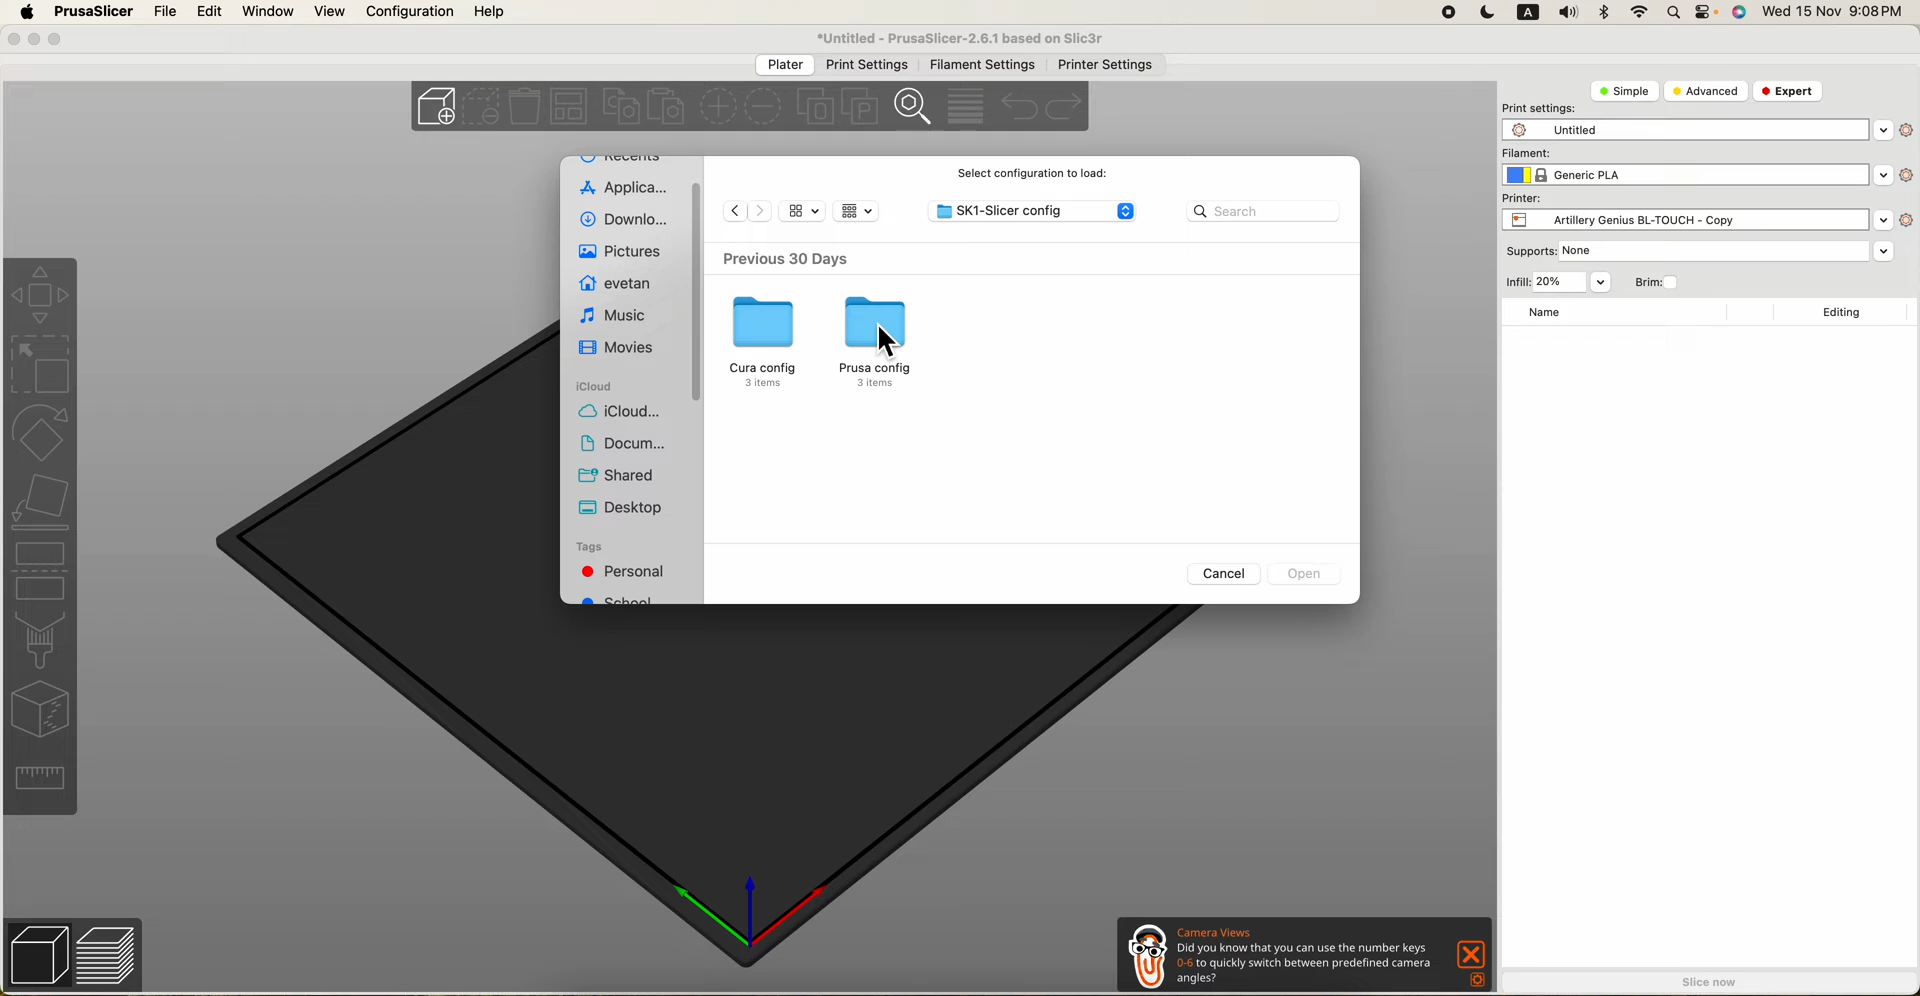 PrusaSlicer File Edit Window View Configuration Help A Wed 15 Nov 9:08 PM
*Untitled - PrusaSlicer-2.6.1 based on Slic3r
Plater Print Settings Filament Settings Printer Settings
Simple Advanced Expert
Print settings:
Untitled
Filament:
Generic PLA
Printer:
Artillery Genius BL-TOUCH - Copy
Supports: None
Infill: 20% Brim:
Name Editing
Recents
Applica...
Downlo...
Pictures
evetan
Music
Movies
iCloud
iCloud...
Docum...
Shared
Desktop
Tags
Personal
School
Select configuration to load:
SK1-Slicer config Search
Previous 30 Days
Cura config
3 items
Prusa config
3 items
Cancel Open
Camera Views
Did you know that you can use the number keys
0-6 to quickly switch between predefined camera
angles?
Slice now